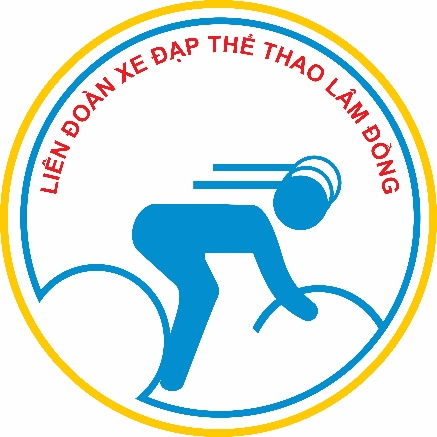 LIÊN ĐOÀN XE ĐẠP THỂ THAO LÂM ĐỒNG